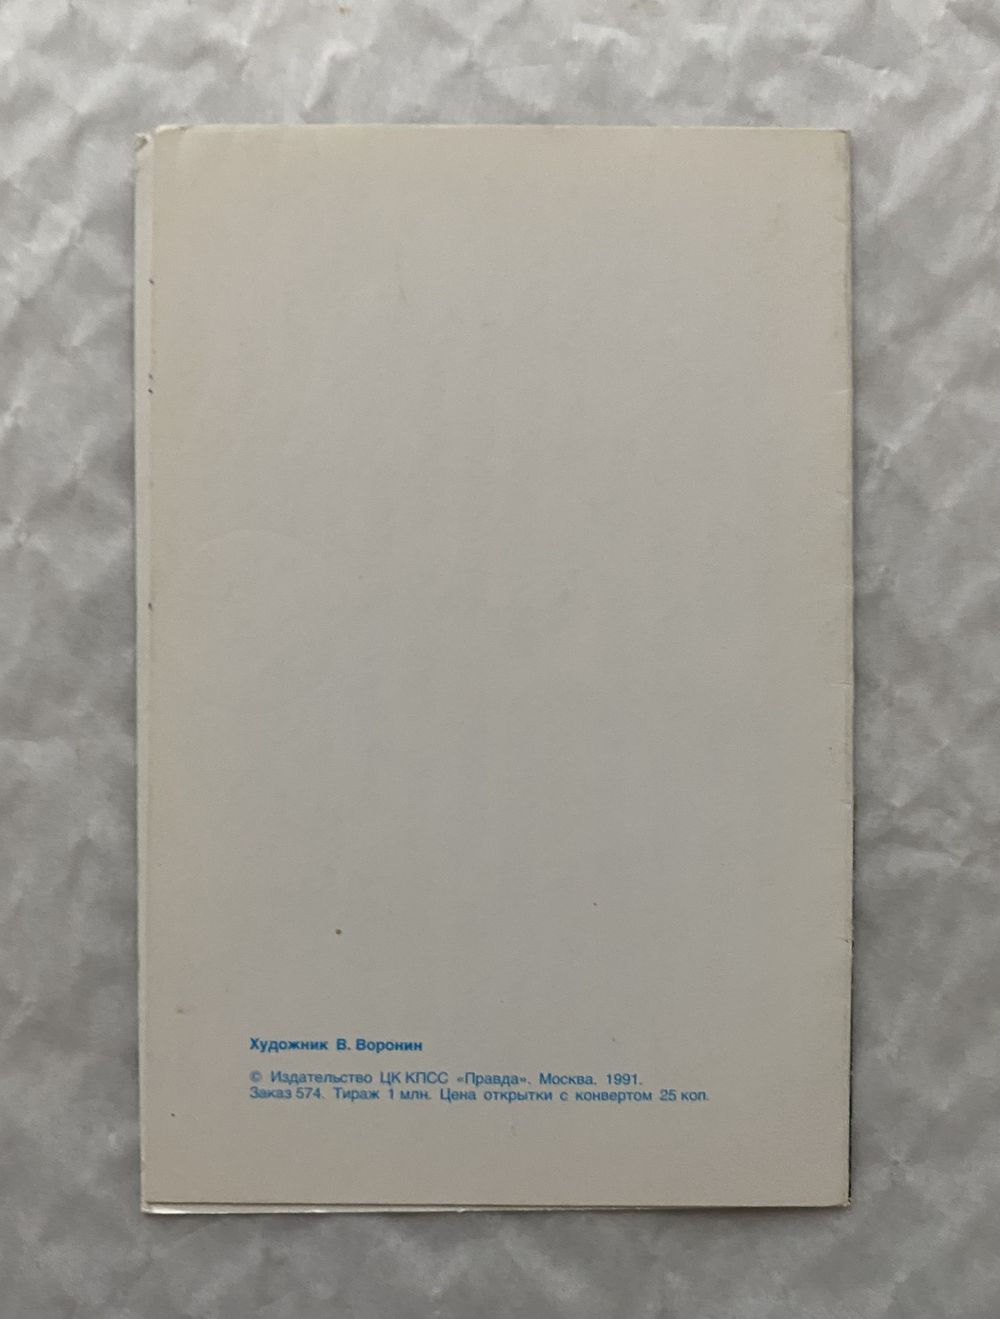 Художник В. Воронин
© Издательство ЦК КПСС «Правда». Москва. 1991.
Заказ 574. Тираж 1 млн. Цена открытки с конвертом 25 коп.